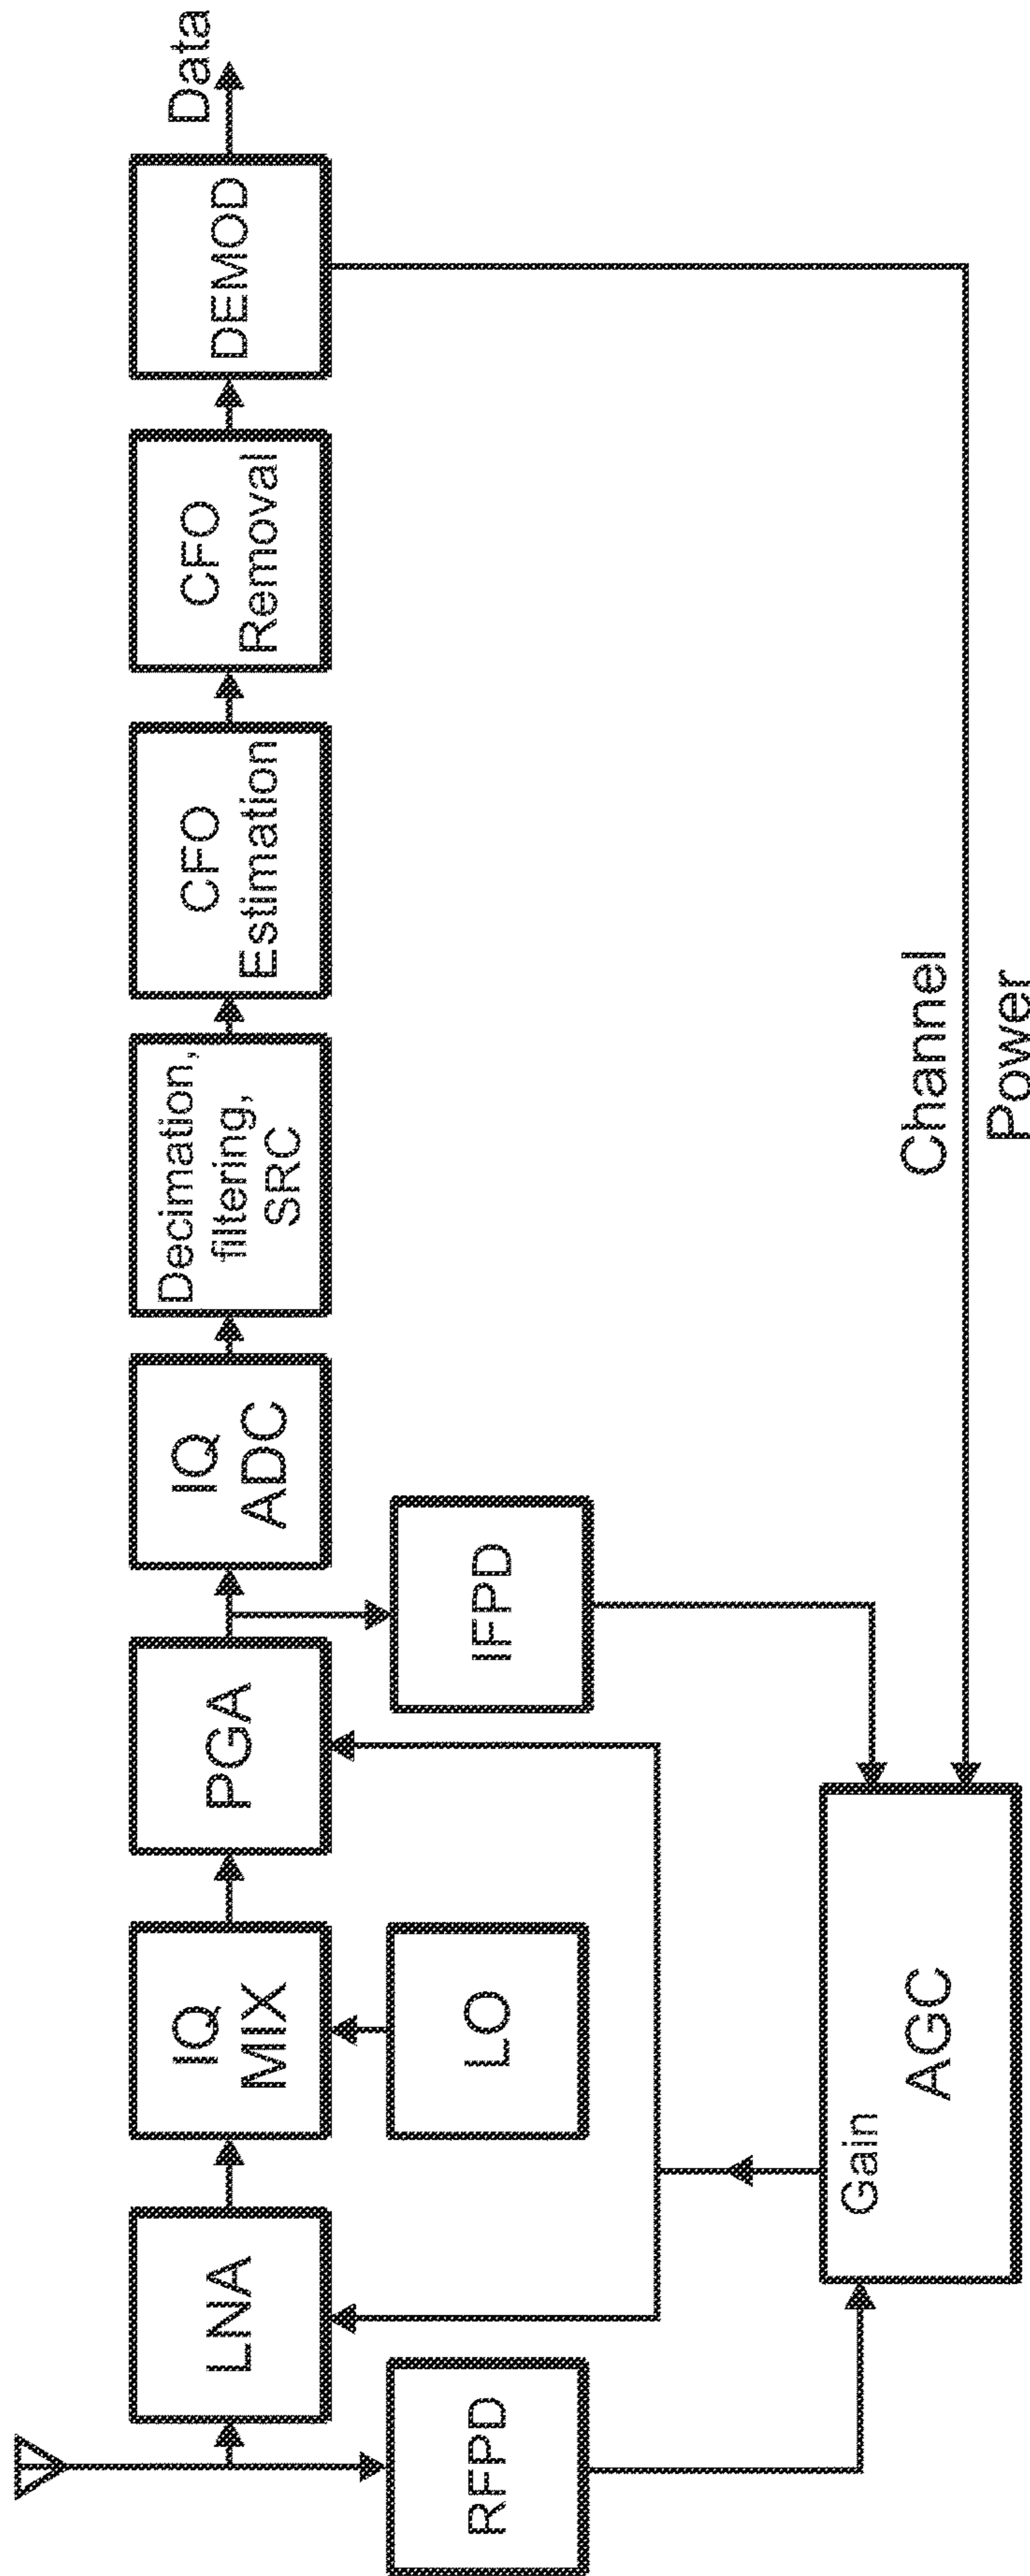 LNA
IQ
MIX
PGA
IQ
ADC
Decimation,
filtering,
SRC
CFO
Estimation
CFO
Removal
DEMOD
Data
RFPD
LO
IFPD
Gain
AGC
Channel
Power